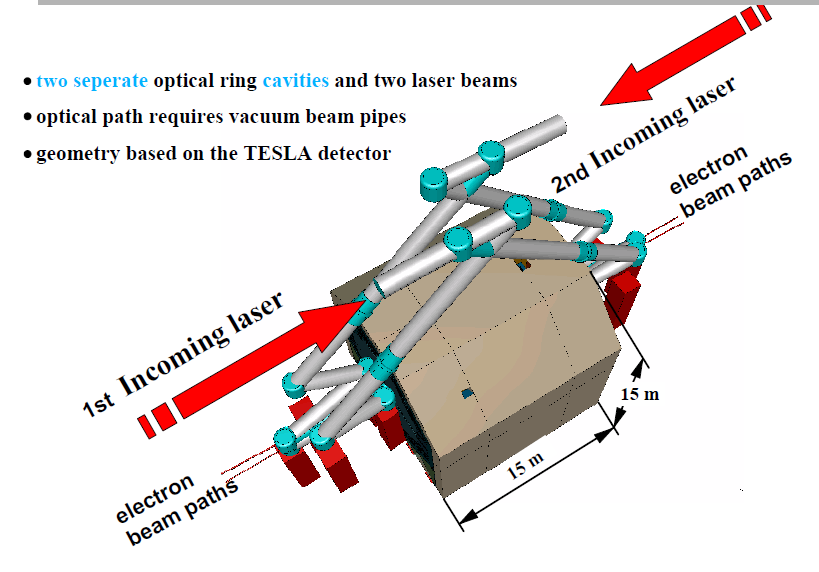 • two seperate optical ring cavities and two laser beams
• optical path requires vacuum beam pipes
• geometry based on the TESLA detector
2nd Incoming laser
electron
beam paths
1st Incoming laser
15 m
15 m
electron
beam paths